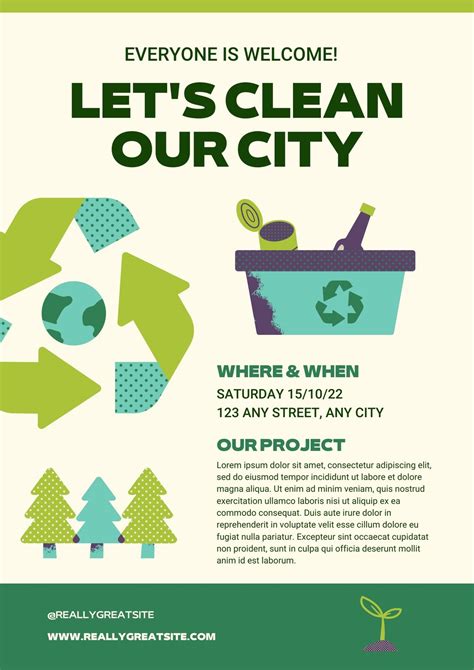 EVERYONE IS WELCOME!
LET'S CLEAN
OUR CITY
WHERE & WHEN
SATURDAY 15/10/22
123 ANY STREET, ANY CITY
OUR PROJECT
Lorem ipsum dolor sit amet, consectetur adipiscing
elit, sed do eiusmod tempor incididunt ut labore et dolore
magna aliqua. Ut enim ad minim veniam, quis nostrud
exercitation ullamco laboris nisi ut aliquip ex ea
commodo consequat. Duis aute irure dolor in
reprehenderit in voluptate velit esse cillum dolore eu
fugiat nulla pariatur. Excepteur sint occaecat cupidatat
non proident, sunt in culpa qui officia deserunt mollit
anim id est laborum.
@REALLYGREATSITE
WWW.REALLYGREATSITE.COM